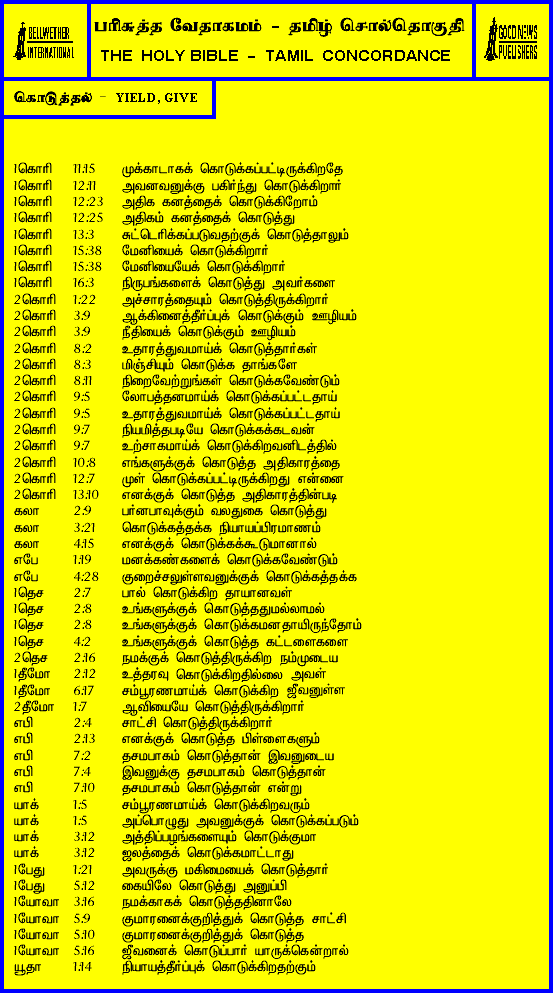 BELLWETHER
INTERNATIONAL
பரிசுத்த வேதாகமம் - தமிழ் சொல்தொகுதி
THE HOLY BIBLE - TAMIL CONCORDANCE
GOOD NEWS
PUBLISHERS
கொடுத்தல் - YIELD, GIVE
1கொரி 11:15 முக்காடாகக் கொடுக்கப்பட்டிருக்கிறதே
1கொரி 12:11 அவனவனுக்கு பகிர்ந்து கொடுக்கிறார்
1கொரி 12:23 அதிக கனத்தைக் கொடுக்கிறோம்
1கொரி 12:25 அதிகம் கனத்தைக் கொடுத்து
1கொரி 13:3 சுட்டெரிக்கப்படுவதற்குக் கொடுத்தாலும்
1கொரி 15:38 மேனியைக் கொடுக்கிறார்
1கொரி 15:38 மேனியையேக் கொடுக்கிறார்
1கொரி 16:3 நிருபங்களைக் கொடுத்து அவர்களை
2கொரி 1:22 அச்சாரத்தையும் கொடுத்திருக்கிறார்
2கொரி 3:9 ஆக்கினைத்தீர்ப்புக் கொடுக்கும் ஊழியம்
2கொரி 3:9 நீதியைக் கொடுக்கும் ஊழியம்
2கொரி 8:2 உதாரத்துவமாய்க் கொடுத்தார்கள்
2கொரி 8:3 மிஞ்சியும் கொடுக்க தாங்களே
2கொரி 8:11 நிறைவேற்றுங்கள் கொடுக்கவேண்டும்
2கொரி 9:5 லோபத்தனமாய்க் கொடுக்கப்பட்டதாய்
2கொரி 9:5 உதாரத்துவமாய்க் கொடுக்கப்பட்டதாய்
2கொரி 9:7 நியமித்தபடியே கொடுக்கக்கடவன்
2கொரி 9:7 உற்சாகமாய்க் கொடுக்கிறவனிடத்தில்
2கொரி 10:8 எங்களுக்குக் கொடுத்த அதிகாரத்தை
2கொரி 12:7 முள் கொடுக்கப்பட்டிருக்கிறது என்னை
2கொரி 13:10 எனக்குக் கொடுத்த அதிகாரத்தின்படி
கலா 2:9 பர்னபாவுக்கும் வலதுகை கொடுத்து
கலா 3:21 கொடுக்கத்தக்க நியாயப்பிரமாணம்
கலா 4:15 எனக்குக் கொடுக்கக்கூடுமானால்
எபே 1:19 மனக்கண்களைக் கொடுக்கவேண்டும்
எபே 4:28 குறைச்சலுள்ளவனுக்குக் கொடுக்கத்தக்க
1தெச 2:7 பால் கொடுக்கிற தாயானவள்
1தெச 2:8 உங்களுக்குக் கொடுத்ததுமல்லாமல்
1தெச 2:8 உங்களுக்குக் கொடுக்கமனதாயிருந்தோம்
1தெச 4:2 உங்களுக்குக் கொடுத்த கட்டளைகளை
2தெச 2:16 நமக்குக் கொடுத்திருக்கிற நம்முடைய
1தீமோ 2:12 உத்தரவு கொடுக்கிறதில்லை அவள்
1தீமோ 6:17 சம்பூரணமாய்க் கொடுக்கிற ஜீவனுள்ள
2தீமோ 1:7 ஆவியையே கொடுத்திருக்கிறார்
எபி 2:4 சாட்சி கொடுத்திருக்கிறார்
எபி 2:13 எனக்குக் கொடுத்த பிள்ளைகளும்
எபி 7:2 தசமபாகம் கொடுத்தான் இவனுடைய
எபி 7:4 இவனுக்கு தசமபாகம் கொடுத்தான்
எபி 7:10 தசமபாகம் கொடுத்தான் என்று
யாக் 1:5 சம்பூரணமாய்க் கொடுக்கிறவரும்
யாக் 1:5 அப்பொழுது அவனுக்குக் கொடுக்கப்படும்
யாக் 3:12 அத்திப்பழங்களையும் கொடுக்குமா
யாக் 3:12 ஜலத்தைக் கொடுக்கமாட்டாது
1பேது 1:21 அவருக்கு மகிமையைக் கொடுத்தார்
1பேது 5:12 கையிலே கொடுத்து அனுப்பி
1யோவா 3:16 நமக்காகக் கொடுத்ததினாலே
1யோவா 5:9 குமாரனைக்குறித்துக் கொடுத்த சாட்சி
1யோவா 5:10 குமாரனைக்குறித்துக் கொடுத்த
1யோவா 5:16 ஜீவனைக் கொடுப்பார் யாருக்கென்றால்
யூதா 1:14 நியாயத்தீர்ப்புக் கொடுக்கிறதற்கும்